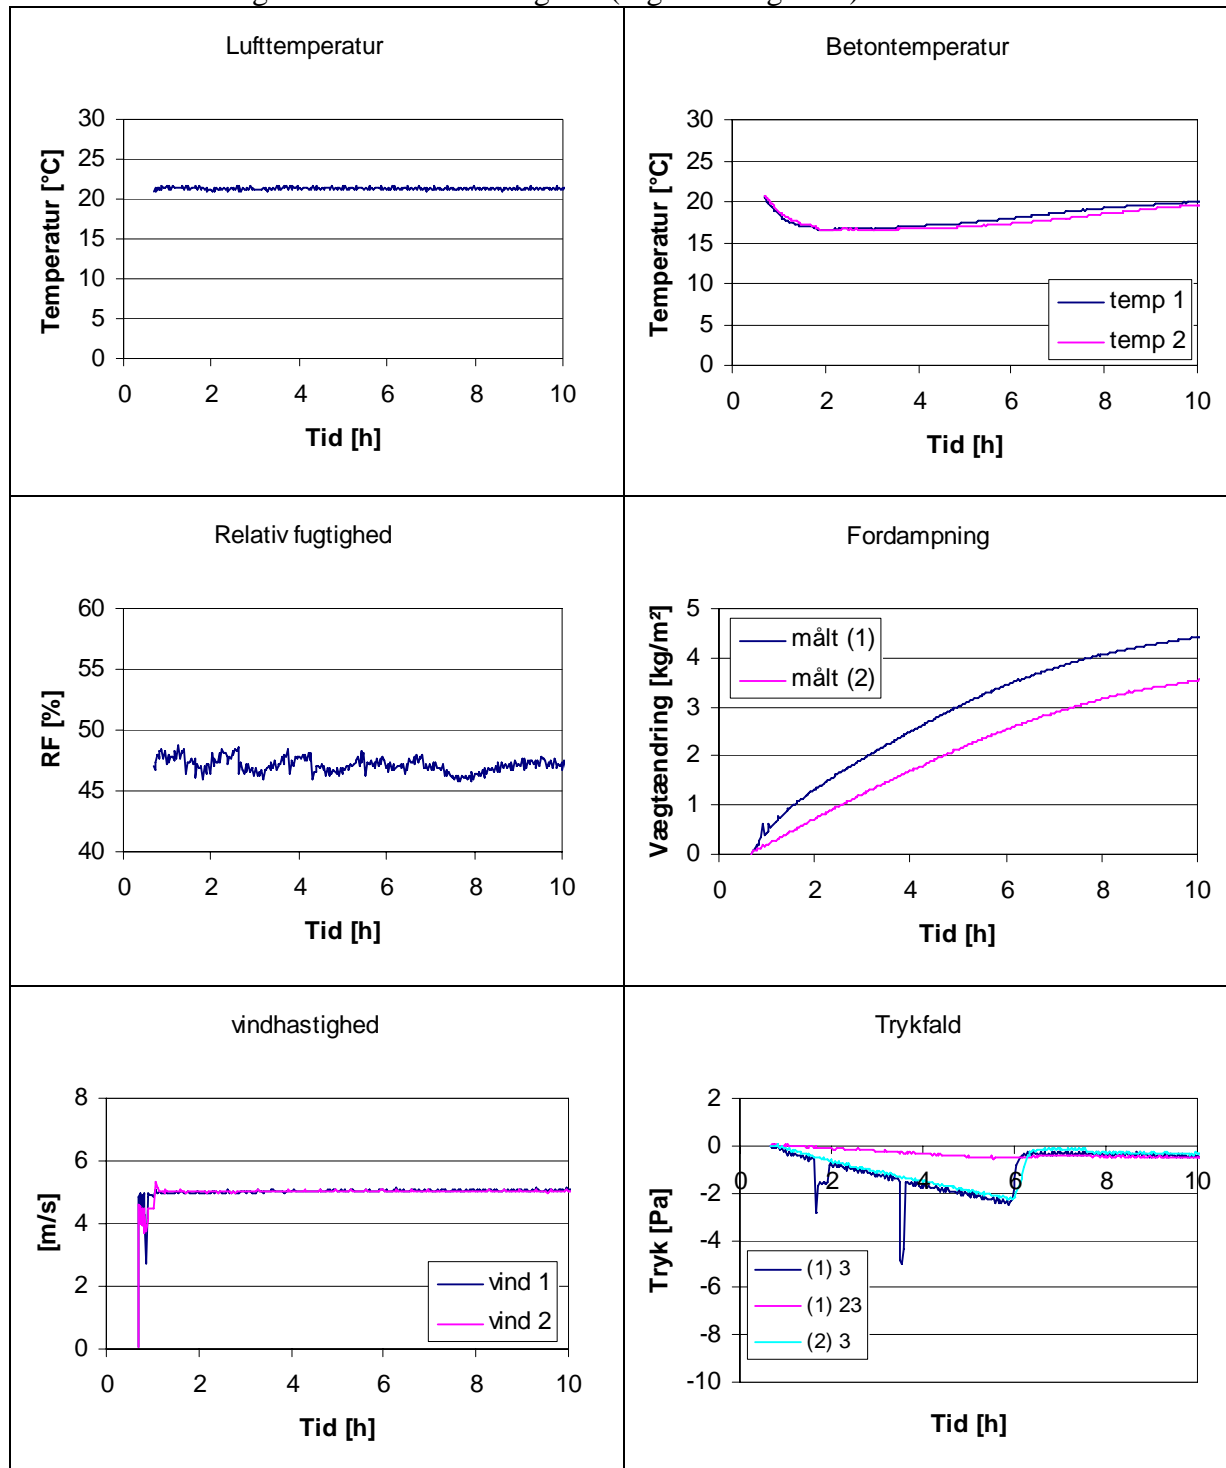 Lufttemperatur
30
25
20
15
10
5
0
0 2 4 6 8 10
Temperatur [°C]
Tid [h]
Betontemperatur
30
25
20
15
10
5
0
0 2 4 6 8 10
Temperatur [°C]
Tid [h]
temp 1
temp 2
Relativ fugtighed
60
55
50
45
40
0 2 4 6 8 10
RF [%]
Tid [h]
Fordampning
5
4
3
2
1
0
0 2 4 6 8 10
Vægtændring [kg/m²]
Tid [h]
målt (1)
målt (2)
vindhastighed
8
6
4
2
0
0 2 4 6 8 10
[m/s]
Tid [h]
vind 1
vind 2
Trykfald
2
0
-2
-4
-6
-8
-10
0 2 4 6 8 10
Tryk [Pa]
Tid [h]
(1) 3
(1) 23
(2) 3